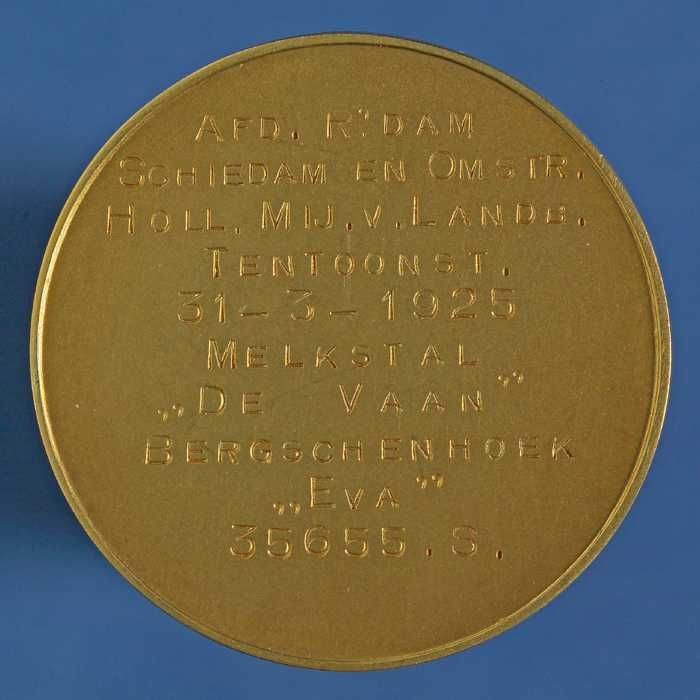 AFD. R'DAM
SCHIEDAM EN OMSTR.
HOLL. MIJ. V. LANDB.
TENTOONST.
31-3-1925
MELKSTAL
„DE VAAN”
BERGSCHENHOEK
„EVA”
35655.S.